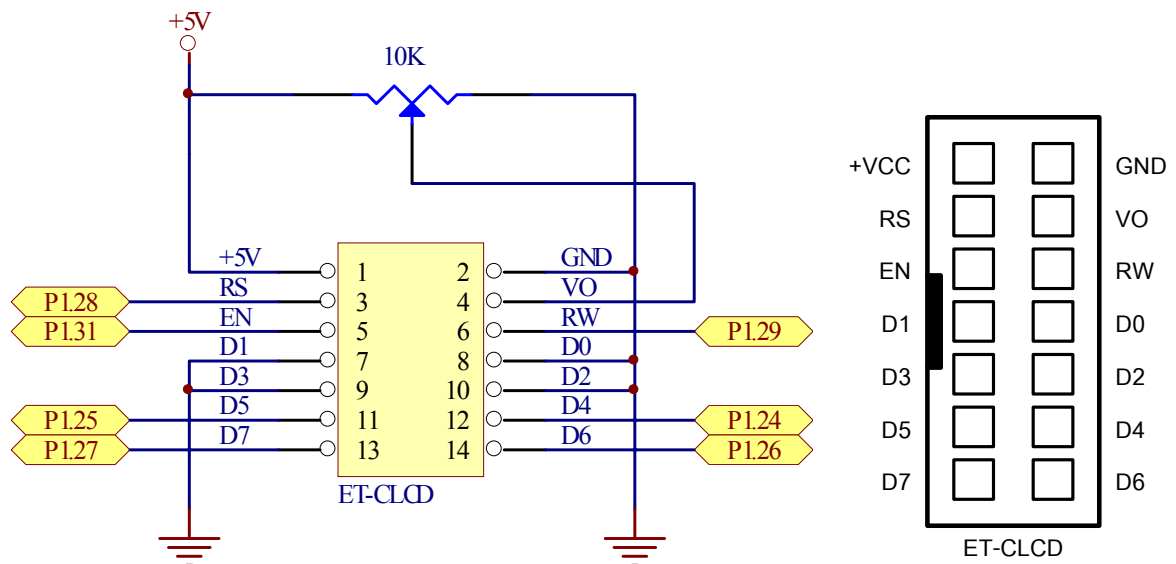 +5V
10K
+5V 1 2 GND
P1.28 RS 3 4 VO
P1.31 EN 5 6 RW P1.29
D1 7 8 D0
D3 9 10 D2
P1.25 D5 11 12 D4 P1.24
P1.27 D7 13 14 D6 P1.26
ET-CLCD
+VCC GND
RS VO
EN RW
D1 D0
D3 D2
D5 D4
D7 D6
ET-CLCD